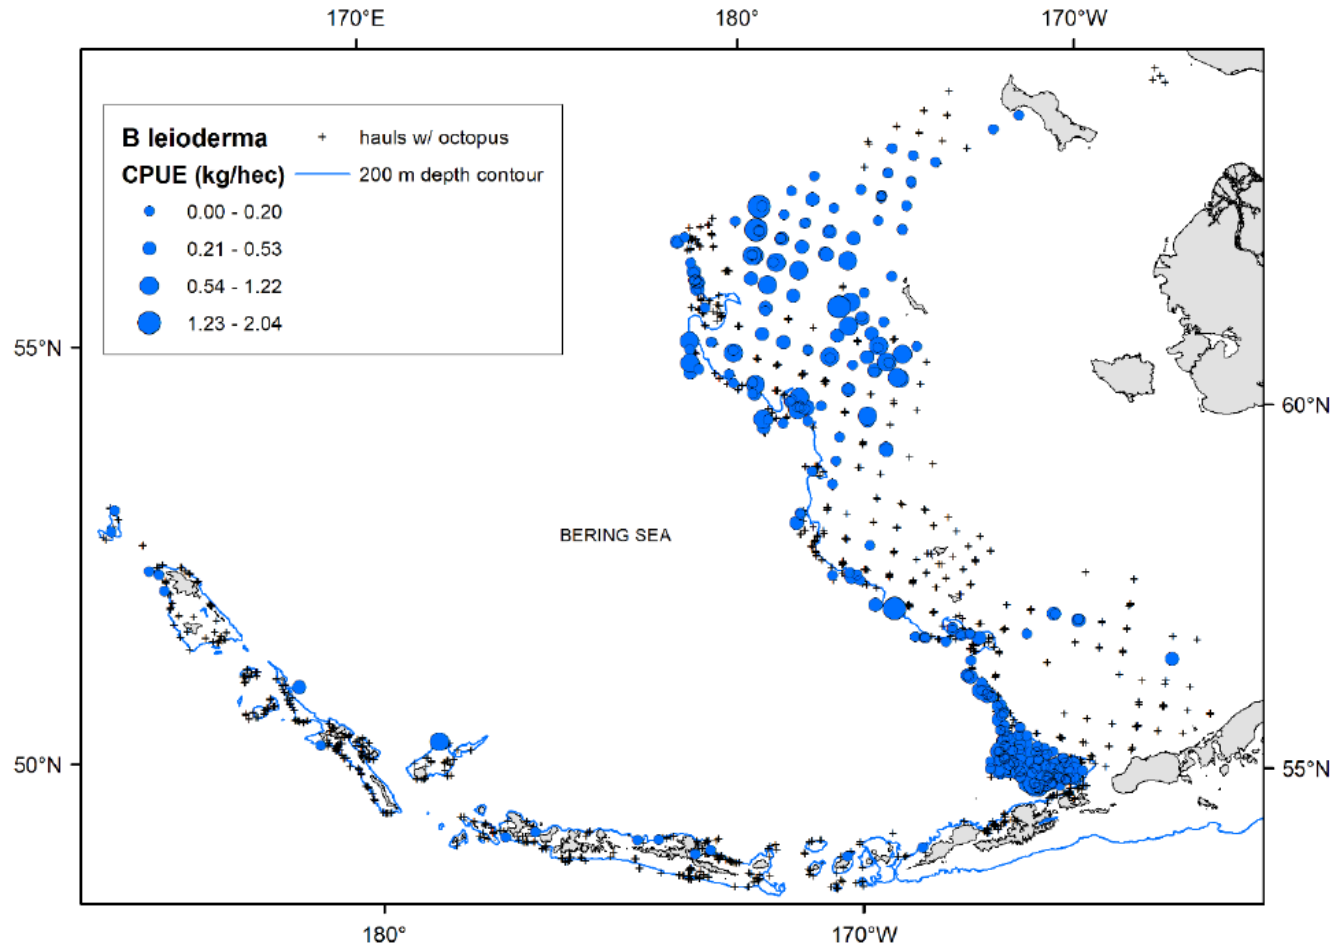 170°E 180° 170°W
B leioderma + hauls w/ octopus
CPUE (kg/hec) 200 m depth contour
0.00 - 0.20
0.21 - 0.53
0.54 - 1.22
1.23 - 2.04
55°N
60°N
BERING SEA
50°N
55°N
180° 170°W